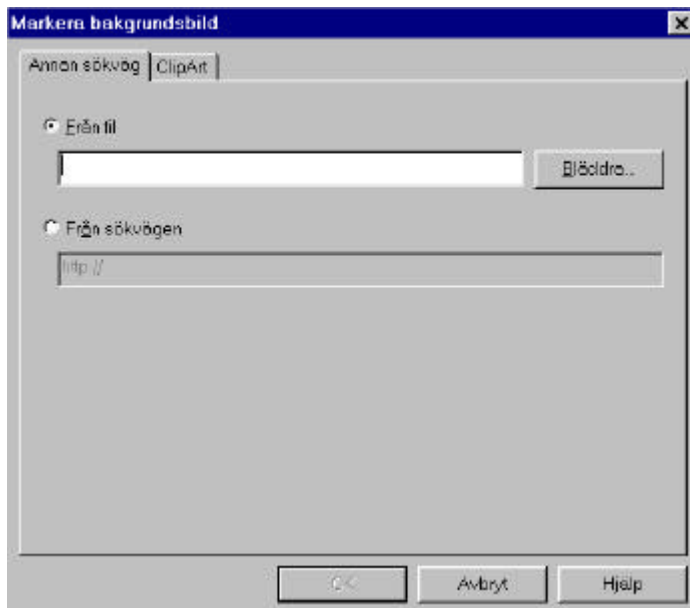 Markera bakgrundsbild
Annan sökväg ClipArt
Från fil
Bläddra...
Från sökvägen
http://
OK
Avbryt
Hjälp